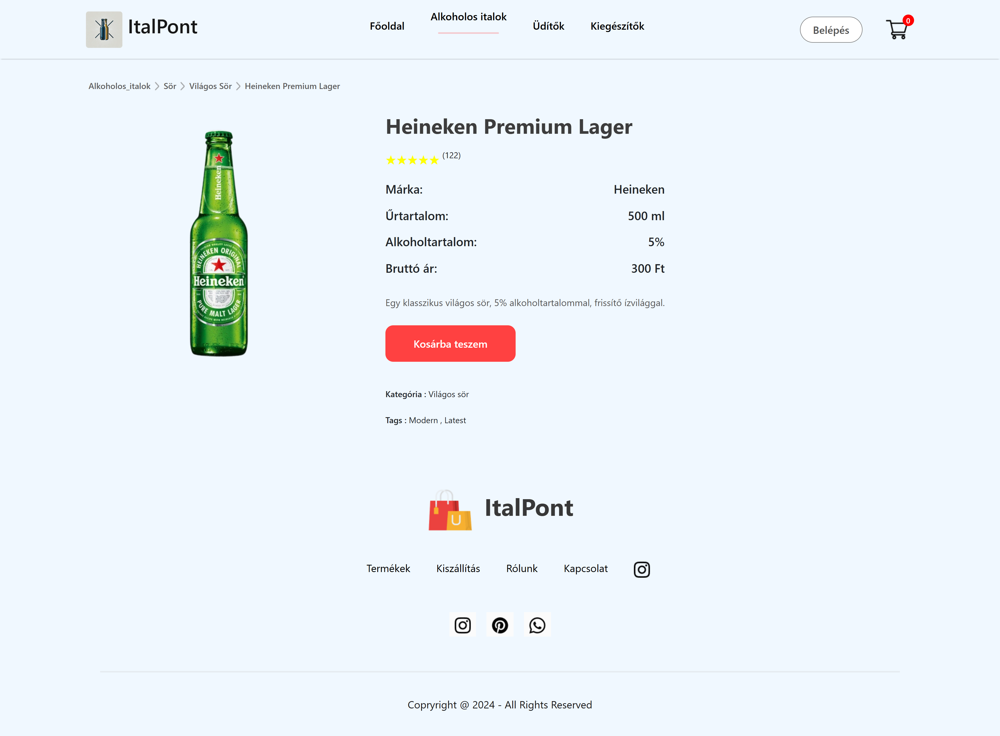 ItalPont
Főoldal
Alkoholos italok
Üdítők
Kiegészítők
Belépés
0
Alkoholos_italok
Sör
Világos Sör
Heineken Premium Lager
Heineken
HEINEKEN ORIGINAL
Heineken
PURE MALT LAGER
Heineken Premium Lager
★★★★★ (122)
Márka: Heineken
Űrtartalom: 500 ml
Alkoholtartalom: 5%
Bruttó ár: 300 Ft
Egy klasszikus világos sör, 5% alkoholtartalommal, frissítő ízvilággal.
Kosárba teszem
Kategória : Világos sör
Tags : Modern , Latest
U
ItalPont
Termékek
Kiszállítás
Rólunk
Kapcsolat
Copryright @ 2024 - All Rights Reserved